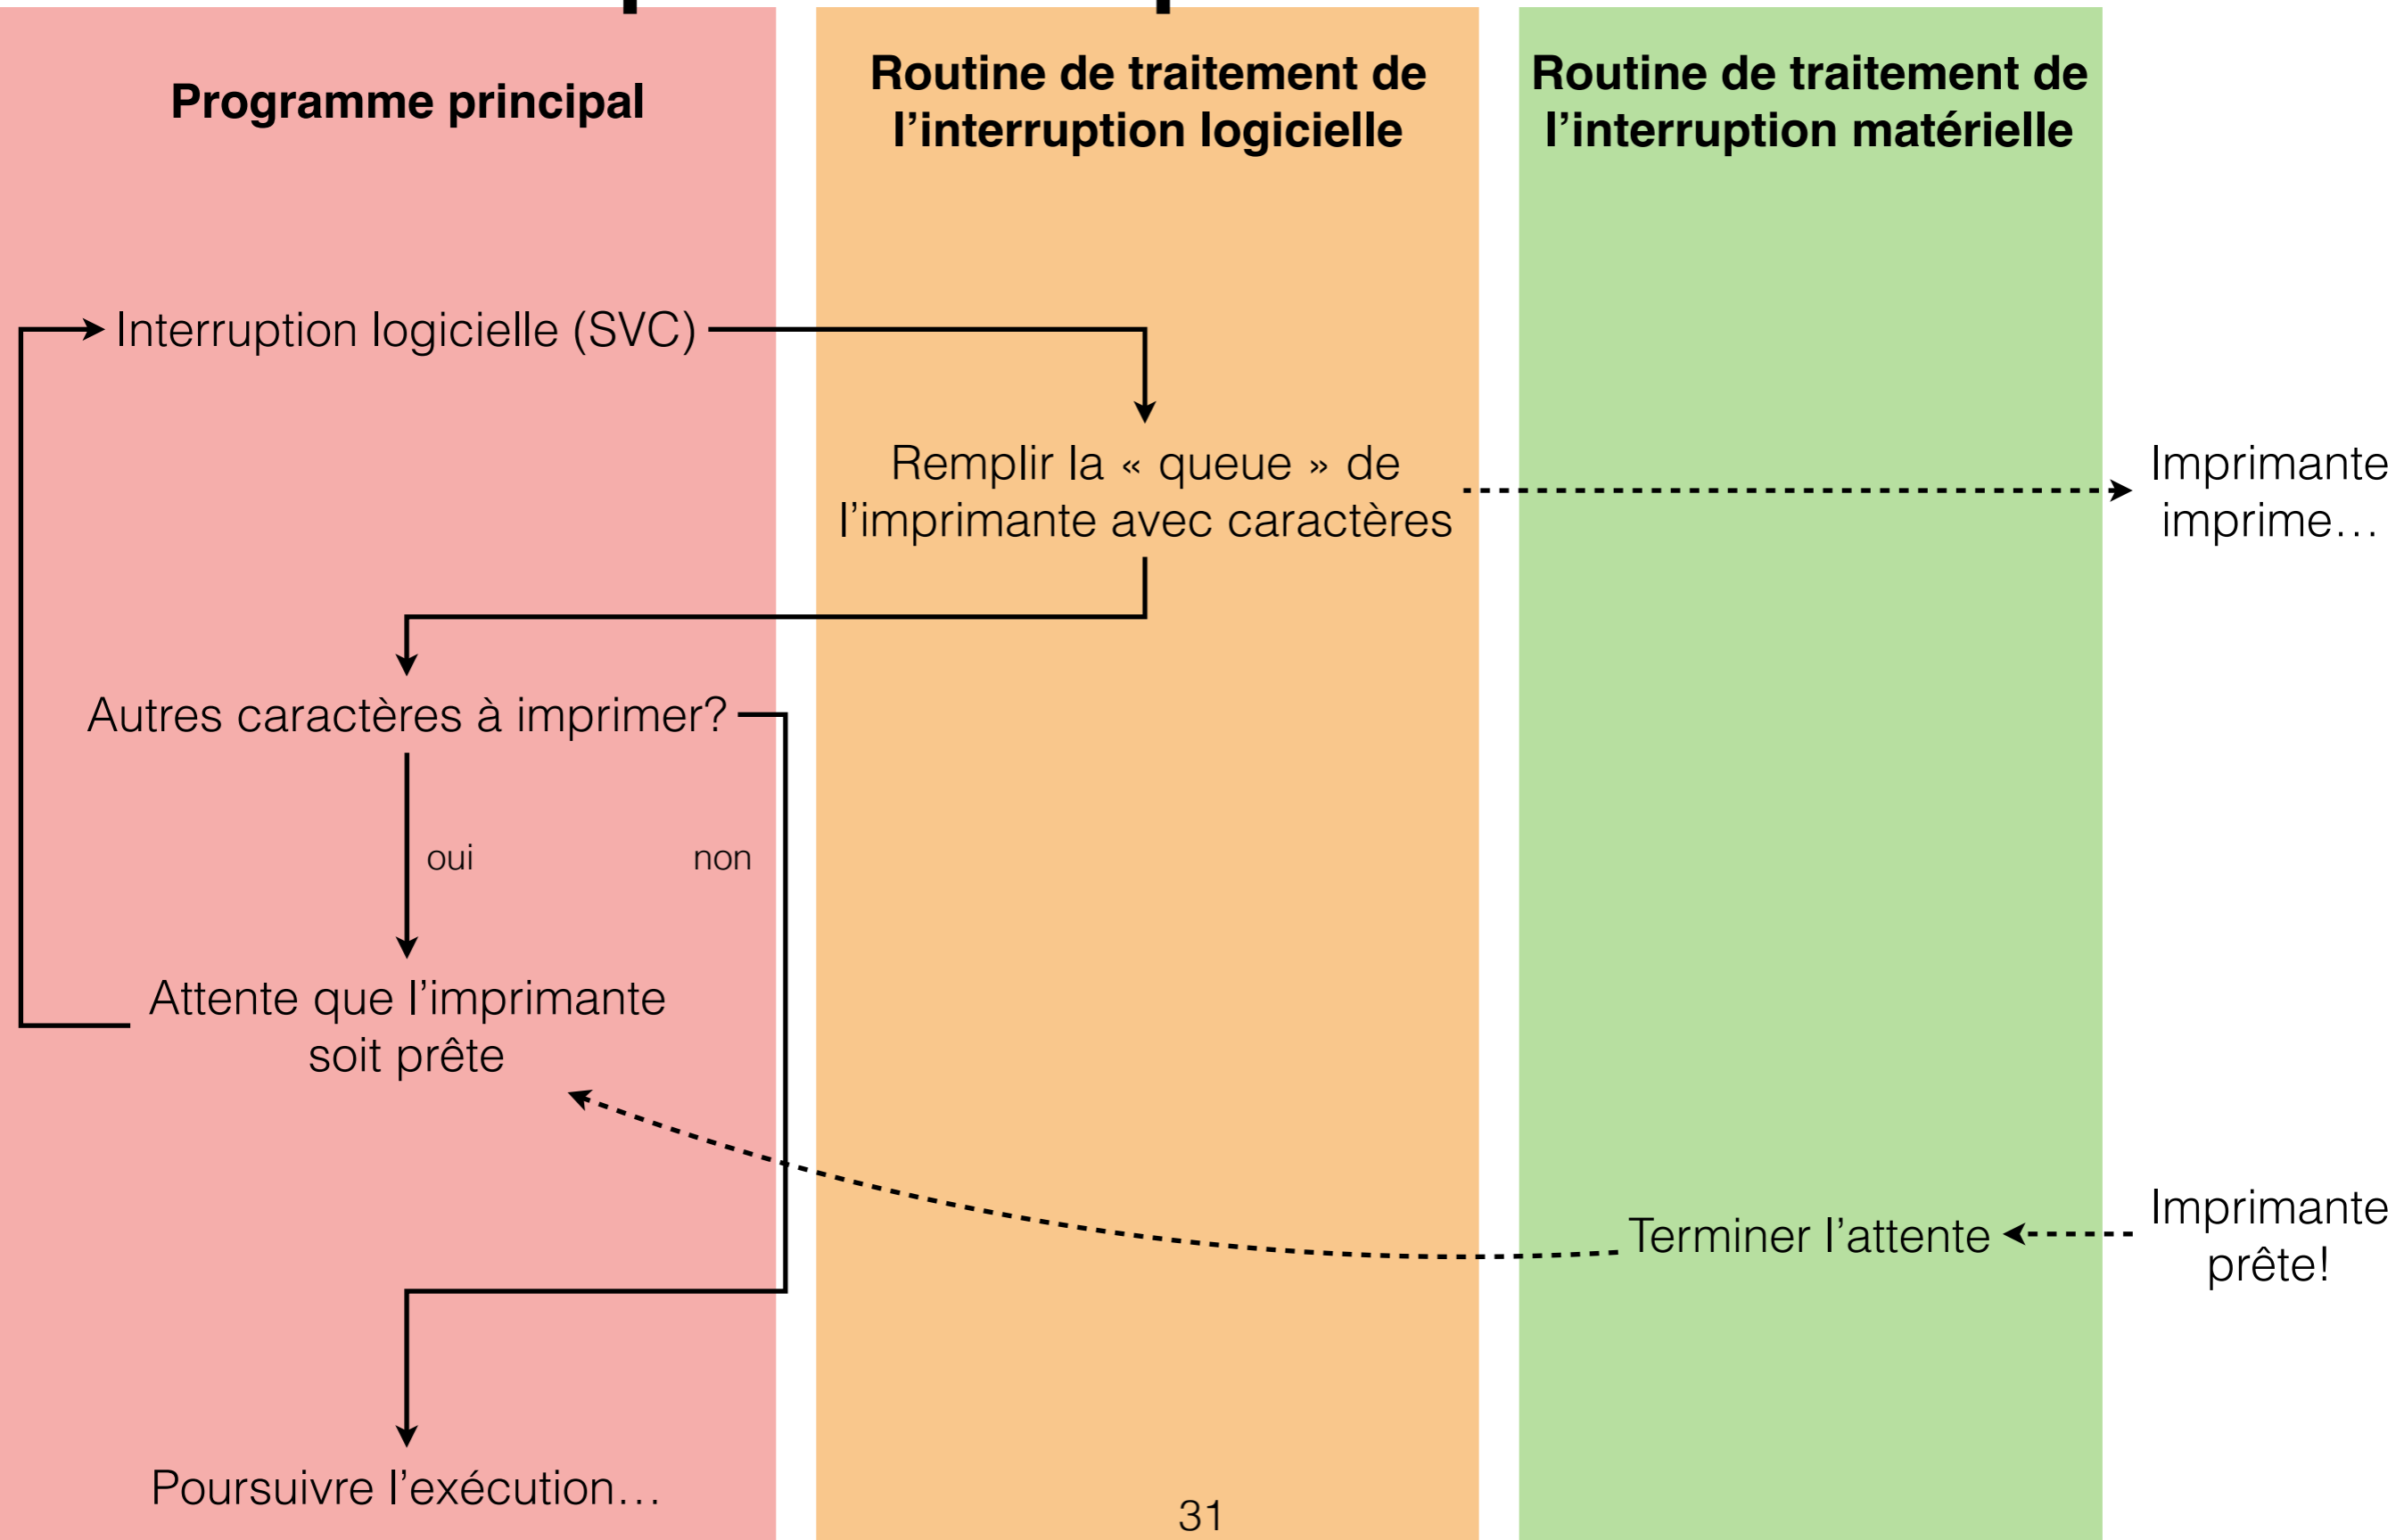 Programme principal
Routine de traitement de
l’interruption logicielle
Routine de traitement de
l’interruption matérielle
Interruption logicielle (SVC)
Remplir la « queue » de
l’imprimante avec caractères
Imprimante
imprime…
Autres caractères à imprimer?
oui
non
Attente que l’imprimante
soit prête
Terminer l’attente
Imprimante
prête!
Poursuivre l’exécution…
31